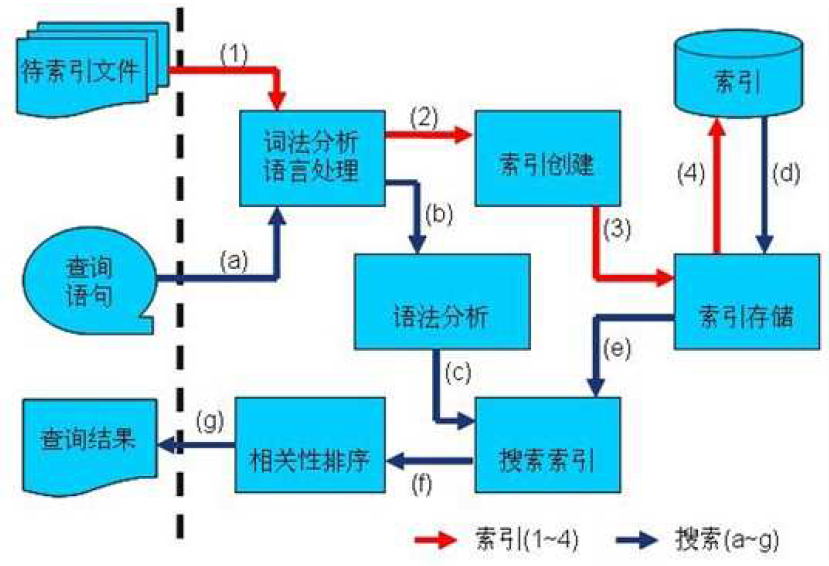 待索引文件
(1)
词法分析
语言处理
(2)
索引创建
索引
(4)
(d)
(3)
(b)
查询
语句
(a)
语法分析
索引存储
(e)
(c)
查询结果
(g)
相关性排序
(f)
搜索索引
索引(1~4)
搜索(a~g)